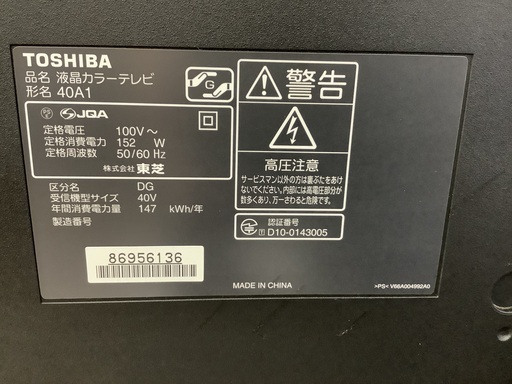 TOSHIBA
品名 液晶カラーテレビ
形名 40A1
G
JQA
定格電圧 100V～
定格消費電力 152 W
定格周波数 50/60 Hz
株式会社 東芝
区分名 DG
受信機型サイズ 40V
年間消費電力量 147 kWh/年
製造番号
86956136
警告
高圧注意
サービスマン以外の方は裏ぶたをあけ
ないでください。内部には高電圧部分が
数多くあり、万一さわると危険です。
認証番号
T D10-0143005
MADE IN CHINA
>PS< V66A004992A0